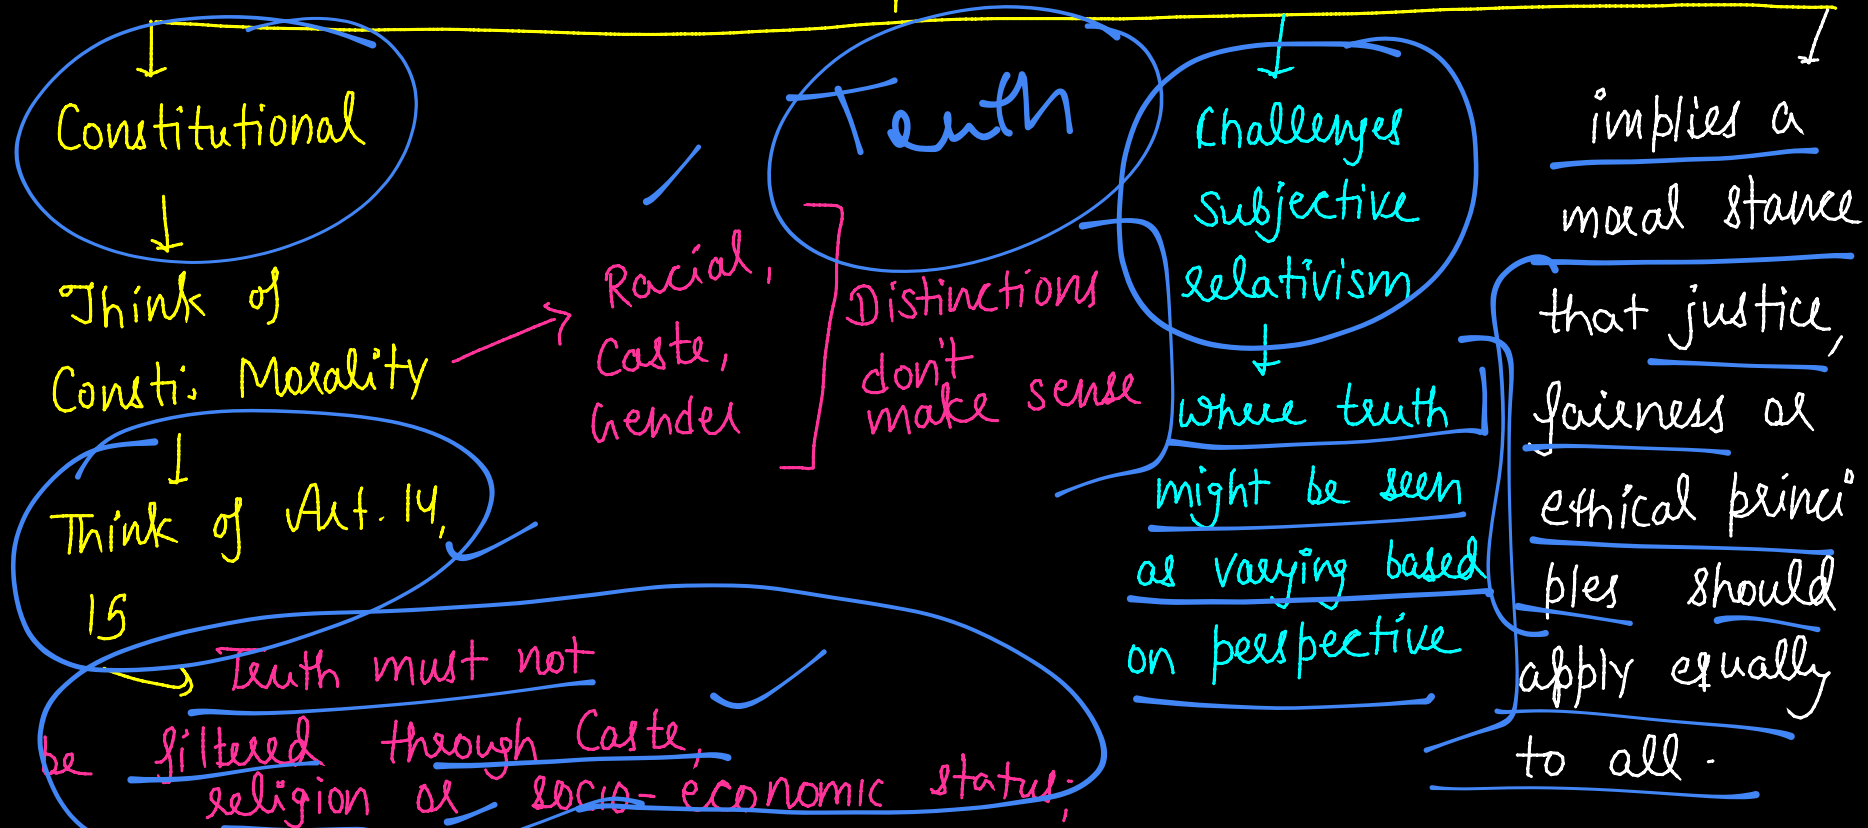 Constitutional
Think of
Consti. Morality
Think of Art. 14,
15
Truth must not
be filtered through Caste,
religion or socio-economic status,
Racial,
Caste,
Gender
Truth
Distinctions
don't
make sense
Challenges
subjective
relativism
where truth
might be seen
as varying based
on perspective
implies a
moral stance
that justice,
fairness or
ethical princi
ples should
apply equally
to all.